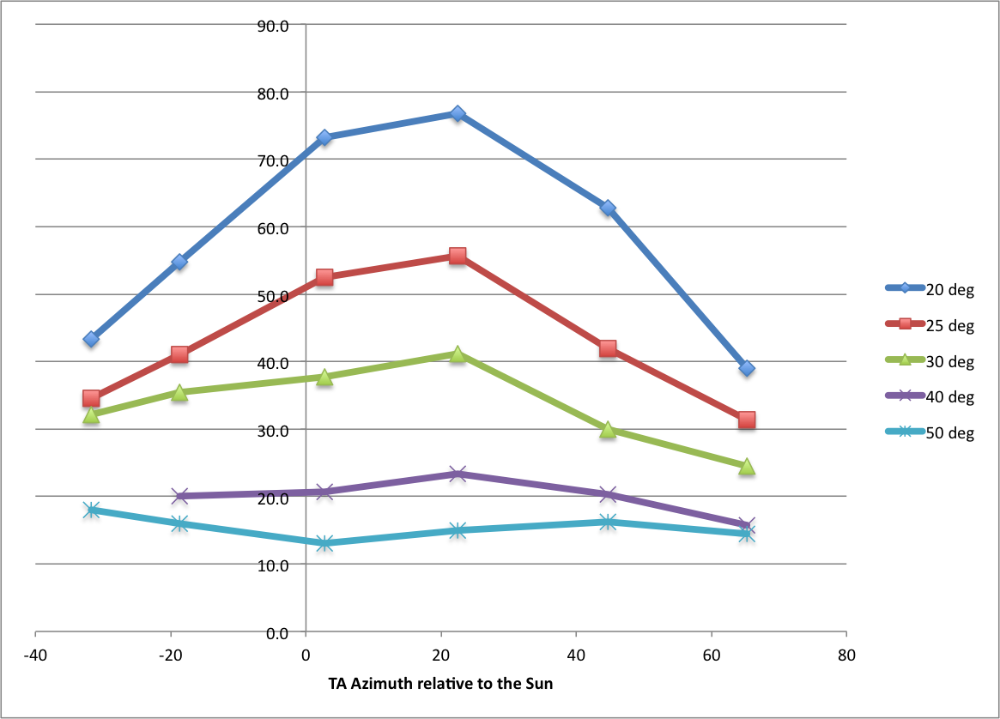 90.0
80.0
70.0
60.0
50.0
40.0
30.0
20.0
10.0
0.0
-40 -20 0 20 40 60 80
TA Azimuth relative to the Sun
20 deg
25 deg
30 deg
40 deg
50 deg